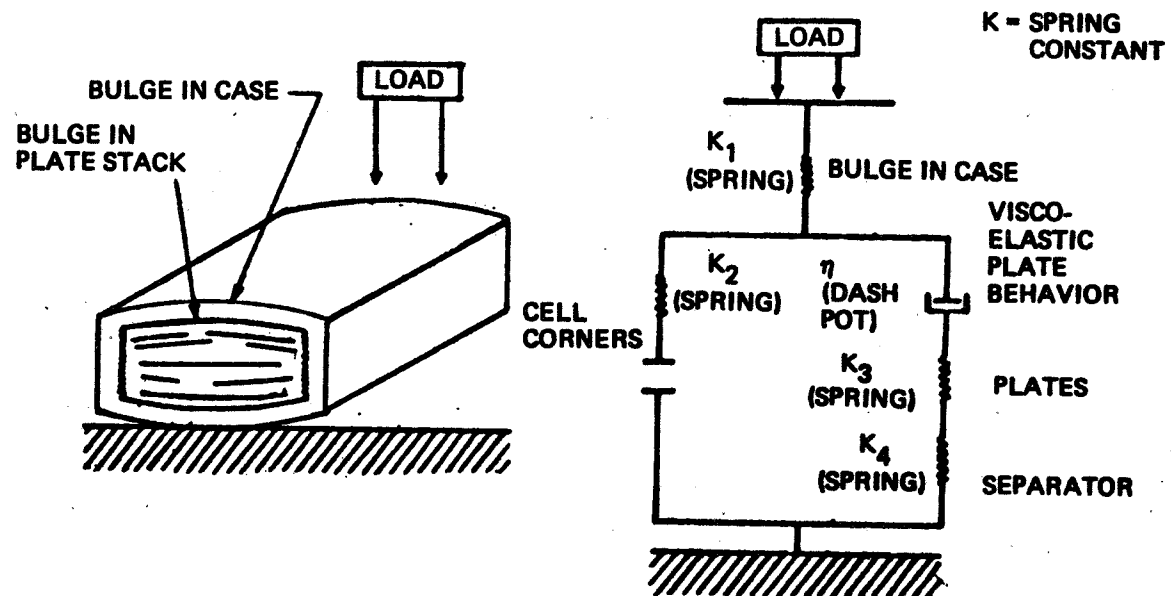 K = SPRING
CONSTANT
LOAD
BULGE IN CASE
LOAD
BULGE IN
PLATE STACK
K1
(SPRING)
BULGE IN CASE
VISCO-
ELASTIC
PLATE
BEHAVIOR
K2
(SPRING)
η
(DASH
POT)
CELL
CORNERS
K3
(SPRING)
PLATES
K4
(SPRING)
SEPARATOR